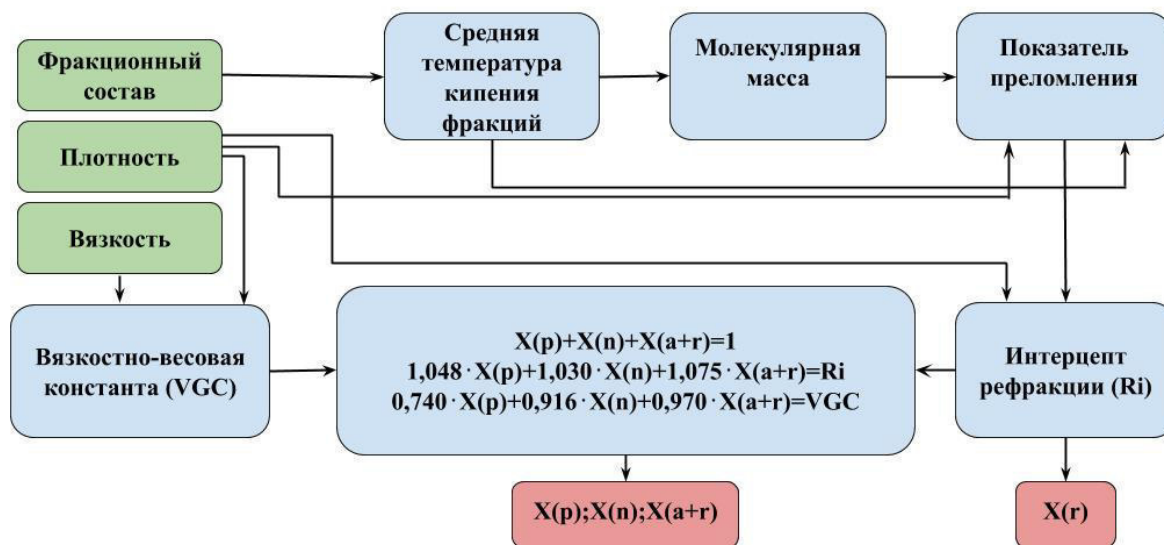 Фракционный
состав
Средняя
температура
кипения
фракций
Молекулярная
масса
Показатель
преломления
Плотность
Вязкость
Вязкостно-весовая
константа (VGC)
X(p)+X(n)+X(a+r)=1
1,048·X(p)+1,030·X(n)+1,075·X(a+r)=Ri
0,740·X(p)+0,916·X(n)+0,970·X(a+r)=VGC
Интерцепт
рефракции (Ri)
X(p);X(n);X(a+r)
X(r)